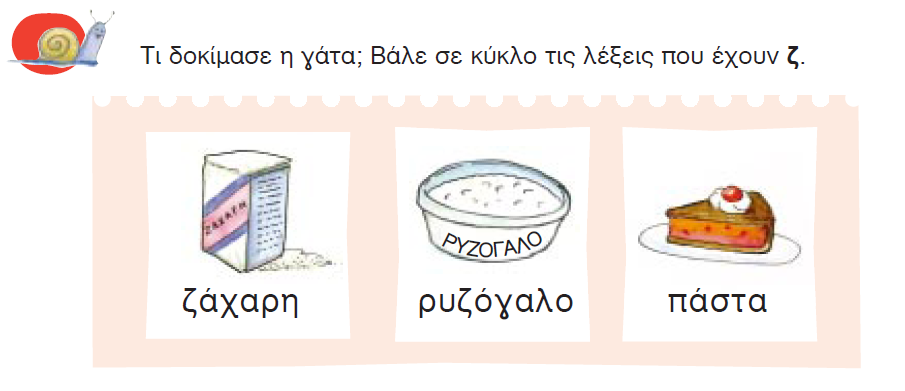 Τι δοκίμασε η γάτα; Βάλε σε κύκλο τις λέξεις που έχουν ζ.
ΖΑΧΑΡΗ
ΡΥΖΟΓΑΛΟ
ζάχαρη
ρυζόγαλο
πάστα